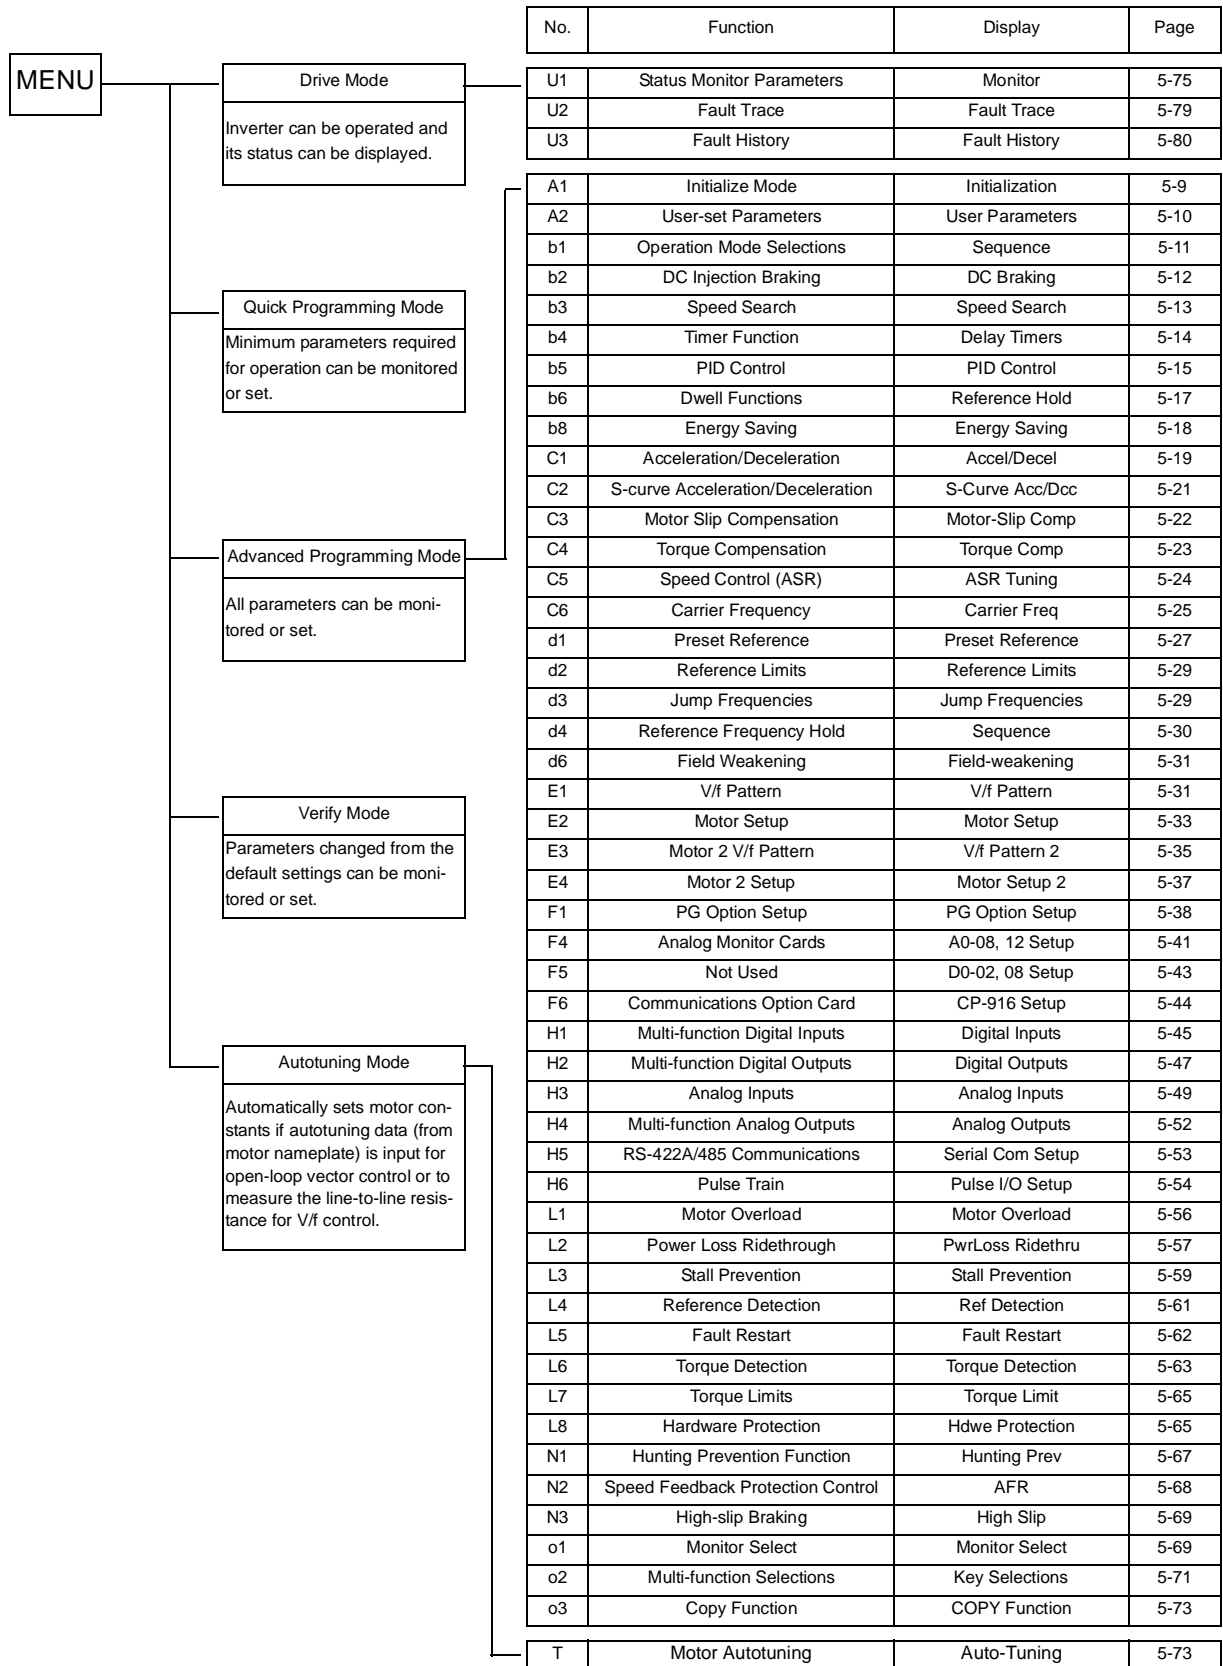 MENU
Drive Mode
Inverter can be operated and
its status can be displayed.
Quick Programming Mode
Minimum parameters required
for operation can be monitored
or set.
Advanced Programming Mode
All parameters can be moni-
tored or set.
Verify Mode
Parameters changed from the
default settings can be moni-
tored or set.
Autotuning Mode
Automatically sets motor con-
stants if autotuning data (from
motor nameplate) is input for
open-loop vector control or to
measure the line-to-line resis-
tance for V/f control.
No. Function Display Page
U1 Status Monitor Parameters Monitor 5-75
U2 Fault Trace Fault Trace 5-79
U3 Fault History Fault History 5-80
A1 Initialize Mode Initialization 5-9
A2 User-set Parameters User Parameters 5-10
b1 Operation Mode Selections Sequence 5-11
b2 DC Injection Braking DC Braking 5-12
b3 Speed Search Speed Search 5-13
b4 Timer Function Delay Timers 5-14
b5 PID Control PID Control 5-15
b6 Dwell Functions Reference Hold 5-17
b8 Energy Saving Energy Saving 5-18
C1 Acceleration/Deceleration Accel/Decel 5-19
C2 S-curve Acceleration/Deceleration S-Curve Acc/Dcc 5-21
C3 Motor Slip Compensation Motor-Slip Comp 5-22
C4 Torque Compensation Torque Comp 5-23
C5 Speed Control (ASR) ASR Tuning 5-24
C6 Carrier Frequency Carrier Freq 5-25
d1 Preset Reference Preset Reference 5-27
d2 Reference Limits Reference Limits 5-29
d3 Jump Frequencies Jump Frequencies 5-29
d4 Reference Frequency Hold Sequence 5-30
d6 Field Weakening Field-weakening 5-31
E1 V/f Pattern V/f Pattern 5-31
E2 Motor Setup Motor Setup 5-33
E3 Motor 2 V/f Pattern V/f Pattern 2 5-35
E4 Motor 2 Setup Motor Setup 2 5-37
F1 PG Option Setup PG Option Setup 5-38
F4 Analog Monitor Cards A0-08, 12 Setup 5-41
F5 Not Used D0-02, 08 Setup 5-43
F6 Communications Option Card CP-916 Setup 5-44
H1 Multi-function Digital Inputs Digital Inputs 5-45
H2 Multi-function Digital Outputs Digital Outputs 5-47
H3 Analog Inputs Analog Inputs 5-49
H4 Multi-function Analog Outputs Analog Outputs 5-52
H5 RS-422A/485 Communications Serial Com Setup 5-53
H6 Pulse Train Pulse I/O Setup 5-54
L1 Motor Overload Motor Overload 5-56
L2 Power Loss Ridethrough PwrLoss Ridethru 5-57
L3 Stall Prevention Stall Prevention 5-59
L4 Reference Detection Ref Detection 5-61
L5 Fault Restart Fault Restart 5-62
L6 Torque Detection Torque Detection 5-63
L7 Torque Limits Torque Limit 5-65
L8 Hardware Protection Hdwe Protection 5-65
N1 Hunting Prevention Function Hunting Prev 5-67
N2 Speed Feedback Protection Control AFR 5-68
N3 High-slip Braking High Slip 5-69
o1 Monitor Select Monitor Select 5-69
o2 Multi-function Selections Key Selections 5-71
o3 Copy Function COPY Function 5-73
T Motor Autotuning Auto-Tuning 5-73